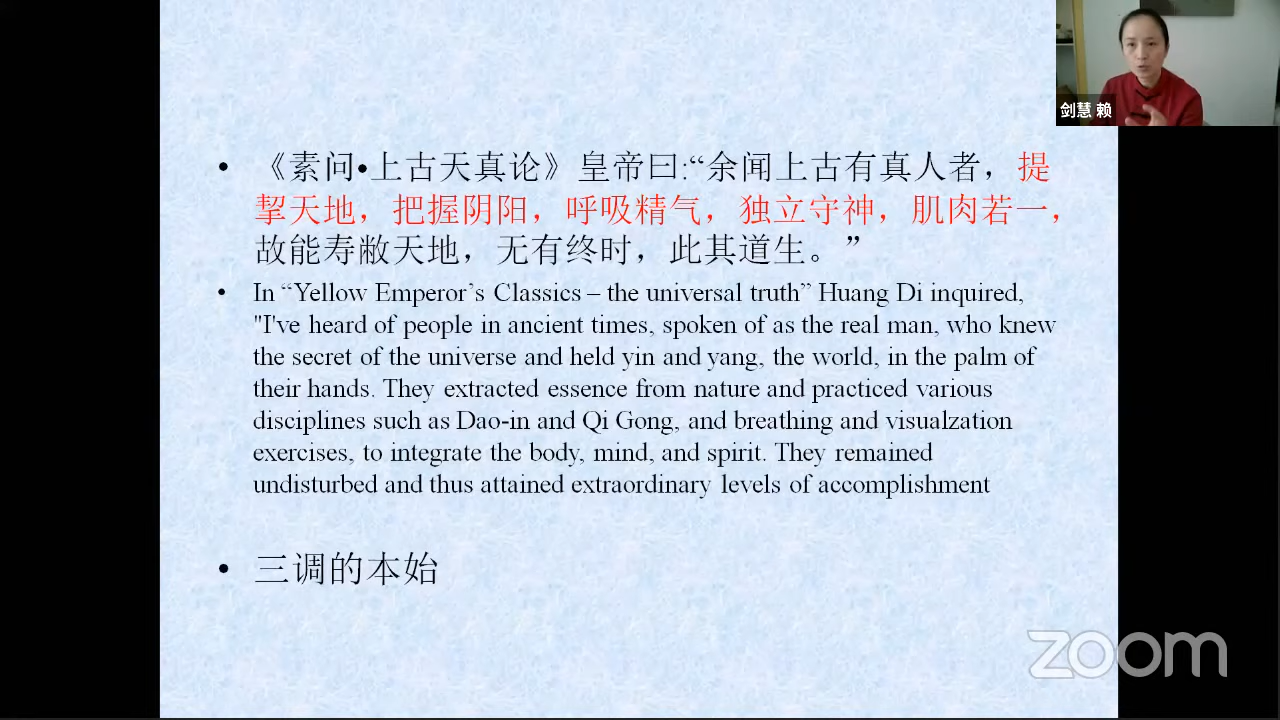 剑慧 赖
• 《素问•上古天真论》皇帝曰:“余闻上古有真人者，提
挈天地，把握阴阳，呼吸精气，独立守神，肌肉若一，
故能寿敝天地，无有终时，此其道生。”
• In “Yellow Emperor’s Classics – the universal truth” Huang Di inquired,
"I've heard of people in ancient times, spoken of as the real man, who knew
the secret of the universe and held yin and yang, the world, in the palm of
their hands. They extracted essence from nature and practiced various
disciplines such as Dao-in and Qi Gong, and breathing and visualzation
exercises, to integrate the body, mind, and spirit. They remained
undisturbed and thus attained extraordinary levels of accomplishment
• 三调的本始
zoom